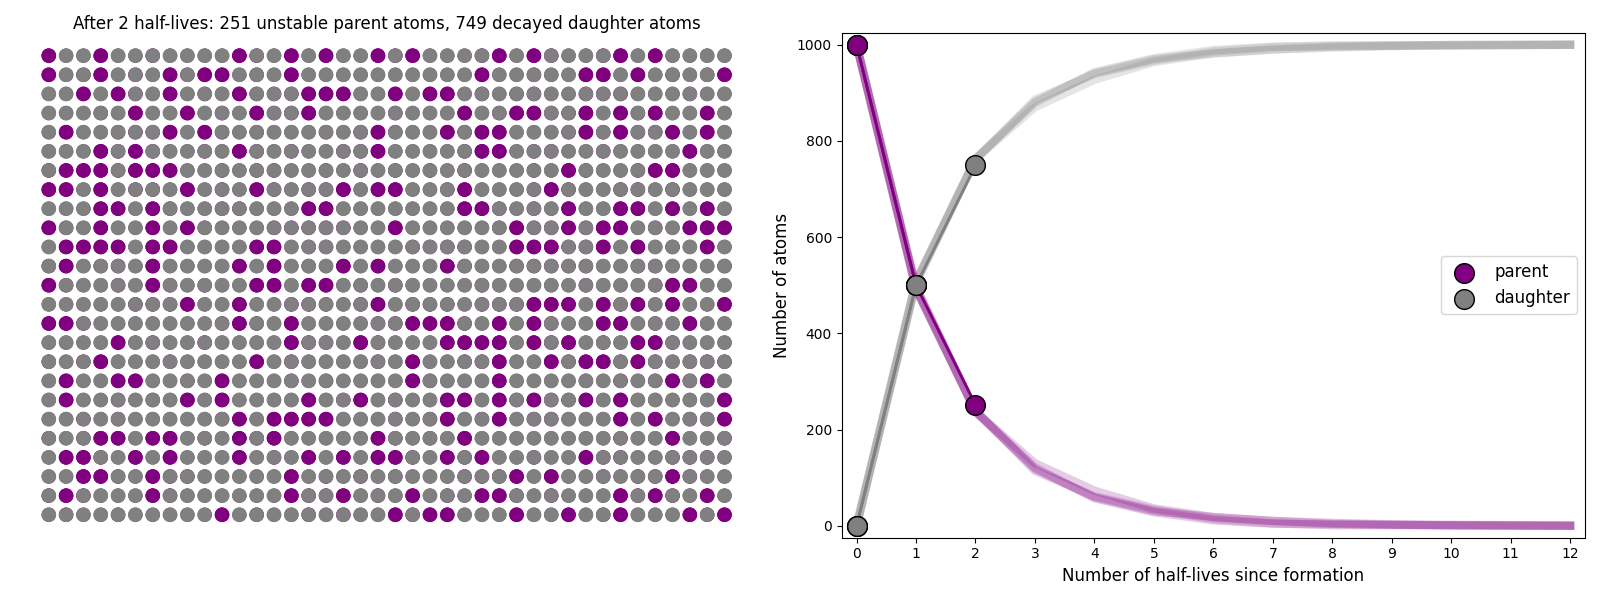 After 2 half-lives: 251 unstable parent atoms, 749 decayed daughter atoms
1000
800
600
400
200
0
Number of atoms
parent
daughter
0 1 2 3 4 5 6 7 8 9 10 11 12
Number of half-lives since formation